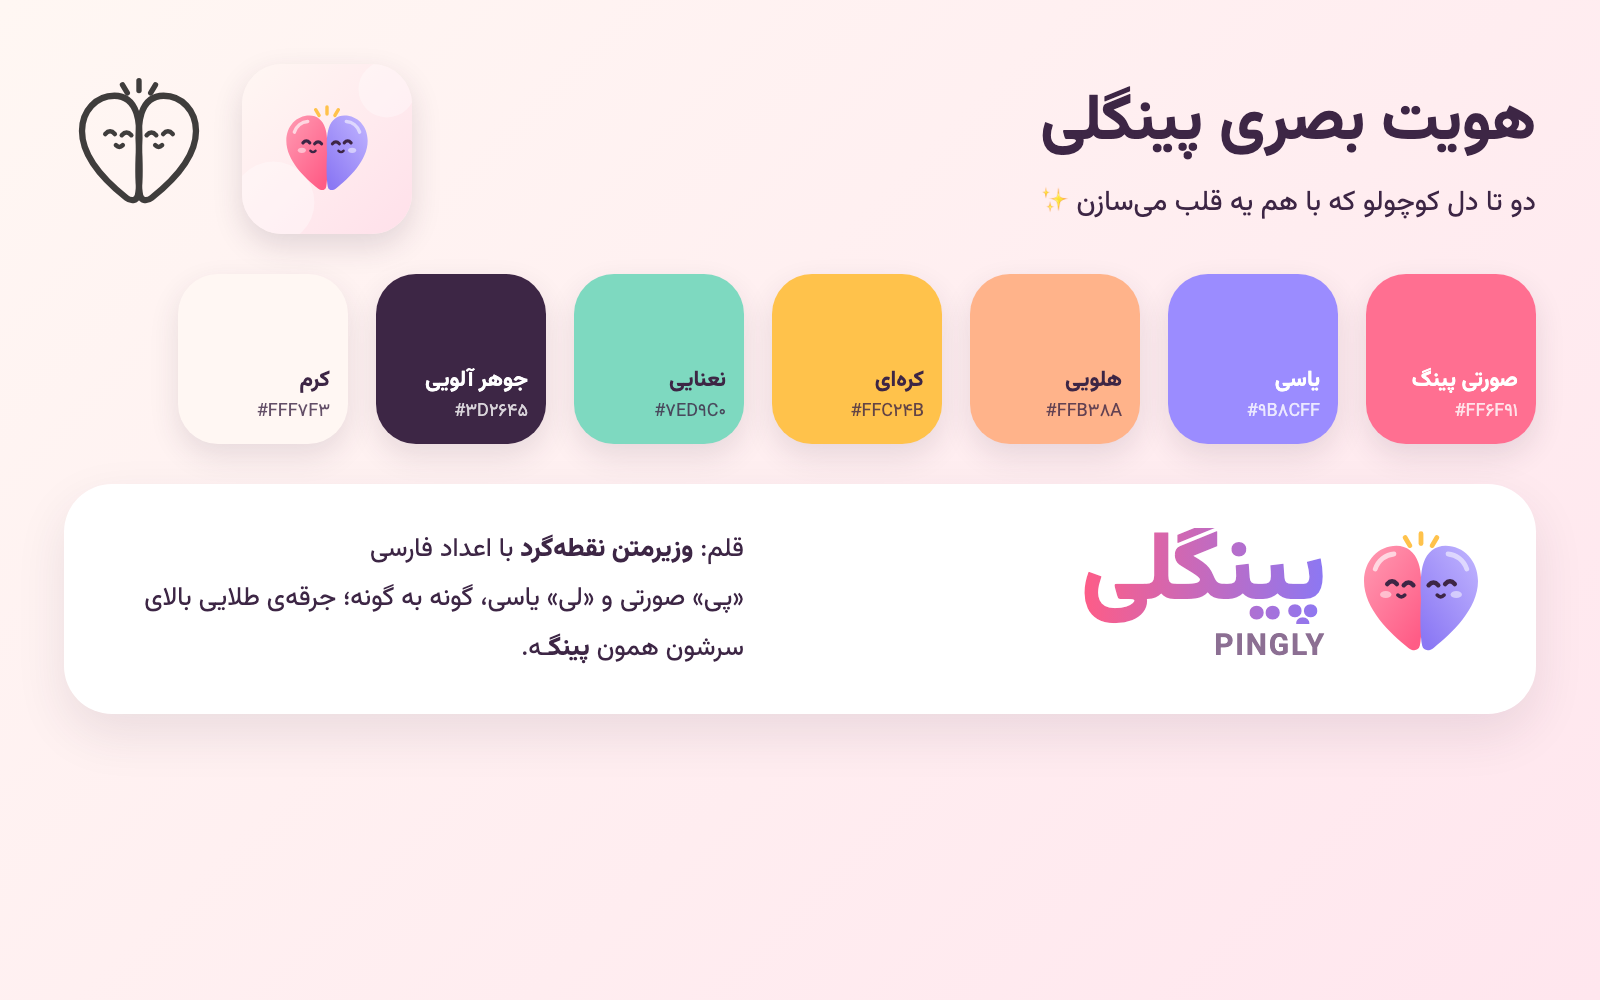 هویت بصری پینگلی
دو تا دل کوچولو که با هم یه قلب می‌سازن ✨
صورتی پینگ
#FF۶F۹۱
یاسی
#۹B۸CFF
هلویی
#FFB۳۸A
کره‌ای
#FFC۲۴B
نعنایی
#۷ED۹C۰
جوهر آلویی
#۳D۲۶۴۵
کرم
#FFF۷F۳
پینگلی
PINGLY
قلم: وزیرمتن نقطه‌گرد با اعداد فارسی
«پی» صورتی و «لی» یاسی، گونه به گونه؛ جرقه‌ی طلایی بالای
سرشون همون پینگـه.